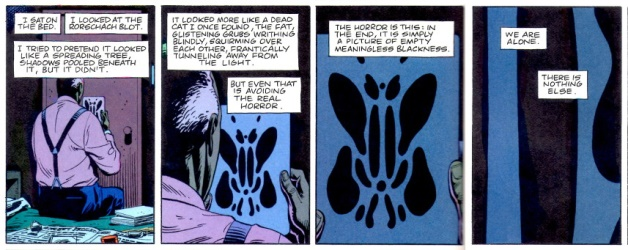 I SAT ON
THE BED.
I LOOKED AT THE
RORSCHACH BLOT.
I TRIED TO PRETEND IT LOOKED
LIKE A SPREADING TREE,
SHADOWS POOLED BENEATH
IT, BUT IT DIDN'T.
IT LOOKED MORE LIKE A DEAD
CAT I ONCE FOUND, THE FAT,
GLISTENING GRUBS WRITHING
BLINDLY, SQUIRMING OVER
EACH OTHER, FRANTICALLY
TUNNELING AWAY FROM
THE LIGHT.
BUT EVEN THAT
IS AVOIDING
THE REAL
HORROR.
THE HORROR IS THIS: IN
THE END, IT IS SIMPLY
A PICTURE OF EMPTY
MEANINGLESS BLACKNESS.
WE ARE
ALONE.
THERE IS
NOTHING
ELSE.